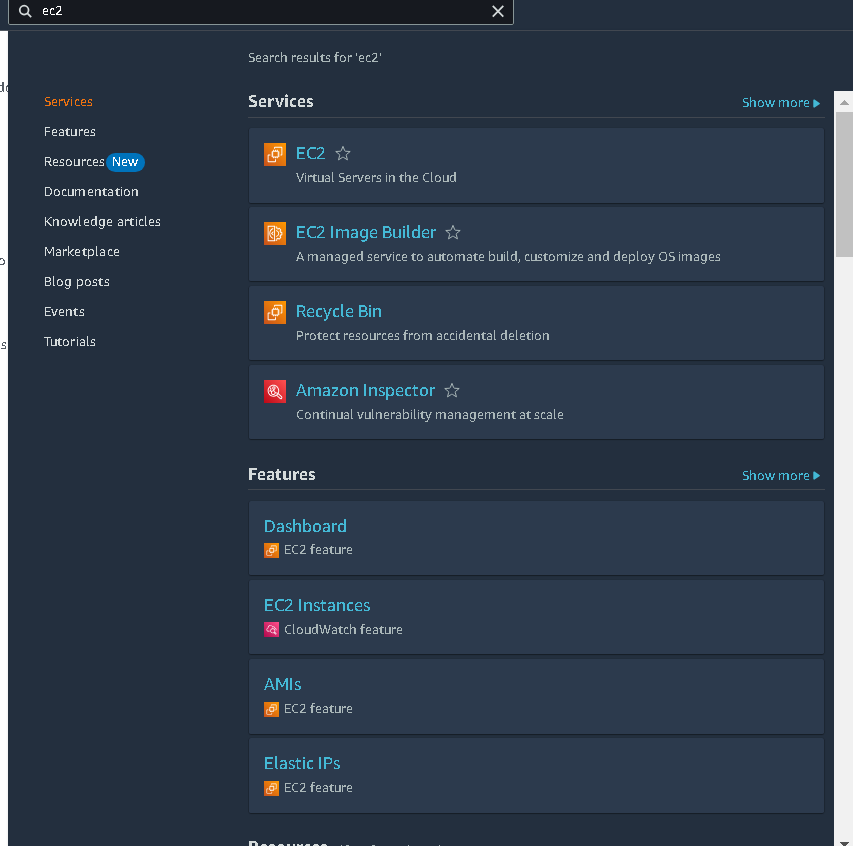 ec2
Search results for 'ec2'
Services
Features
Resources New
Documentation
Knowledge articles
Marketplace
Blog posts
Events
Tutorials
Services
Show more
EC2
Virtual Servers in the Cloud
EC2 Image Builder
A managed service to automate build, customize and deploy OS images
Recycle Bin
Protect resources from accidental deletion
Amazon Inspector
Continual vulnerability management at scale
Features
Show more
Dashboard
EC2 feature
EC2 Instances
CloudWatch feature
AMIs
EC2 feature
Elastic IPs
EC2 feature
Resources